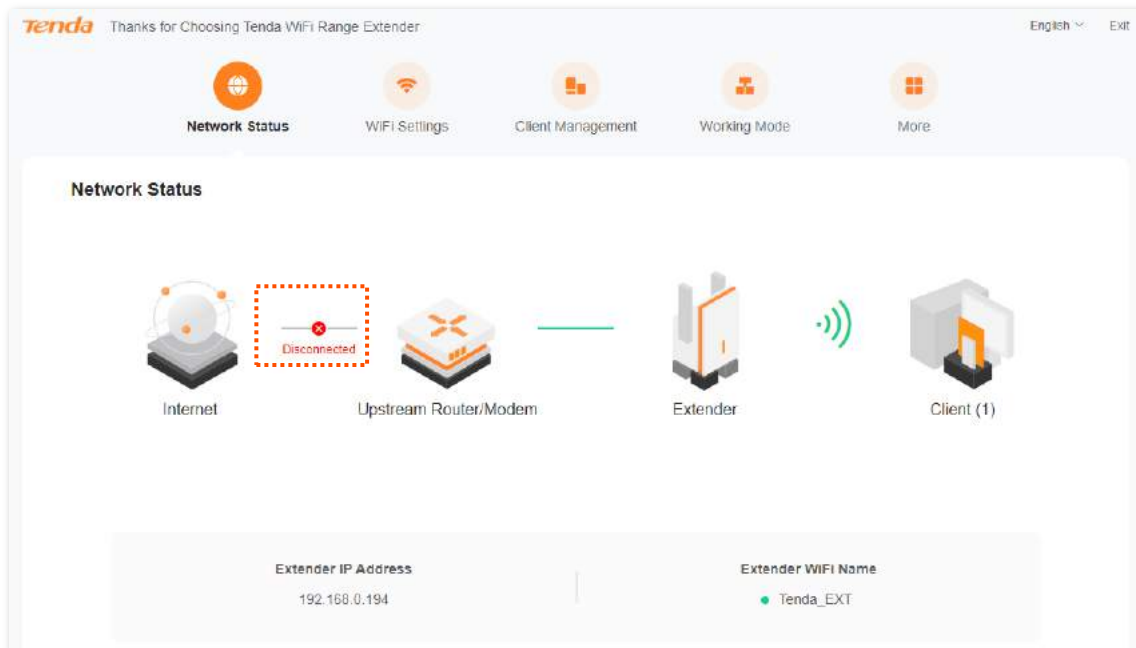 Tenda Thanks for Choosing Tenda WiFi Range Extender English Exit
Network Status WiFi Settings Client Management Working Mode More
Network Status
Disconnected
Internet Upstream Router/Modem Extender Client (1)
Extender IP Address Extender WiFi Name
192.168.0.194 Tenda_EXT